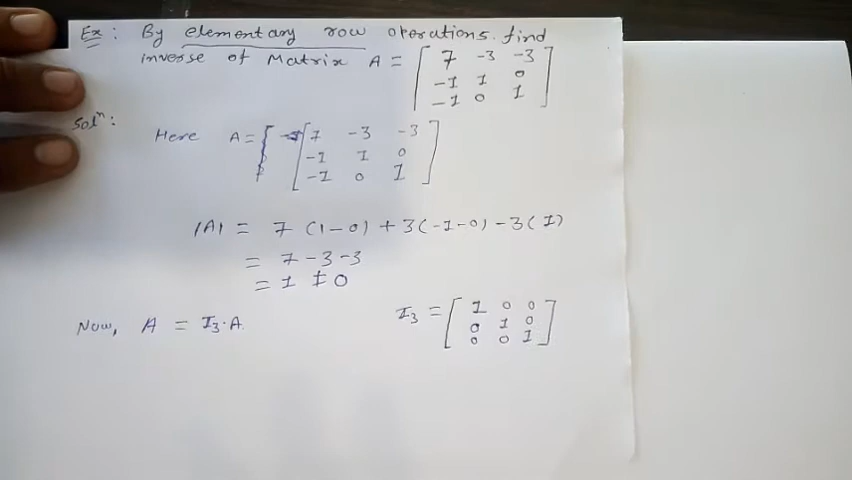 Ex : By elementary row operations. find
inverse of Matrix A = [ 7 -3 -3
-1 1 0
-1 0 1 ]
Solⁿ:
Here A = [ 7 -3 -3
-1 1 0
-1 0 1 ]
|A| = 7 (1-0) + 3(-1-0) - 3(1)
= 7 - 3 - 3
= 1 ≠ 0
Now, A = I₃·A I₃ = [ 1 0 0
0 1 0
0 0 1 ]